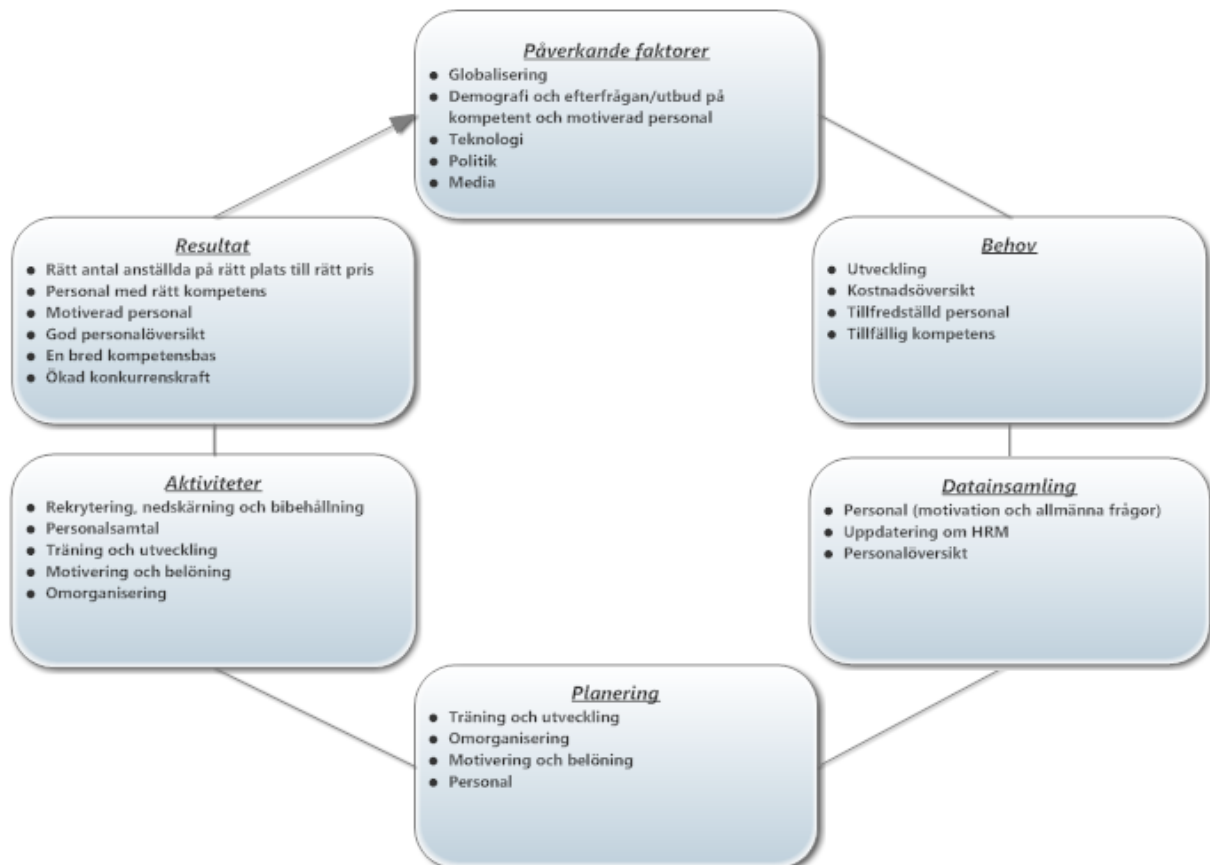 Påverkande faktorer
● Globalisering
● Demografi och efterfrågan/utbud på
kompetent och motiverad personal
● Teknologi
● Politik
● Media
Behov
● Utveckling
● Kostnadsöversikt
● Tillfredställd personal
● Tillfällig kompetens
Datainsamling
● Personal (motivation och allmänna frågor)
● Uppdatering om HRM
● Personalöversikt
Planering
● Träning och utveckling
● Omorganisering
● Motivering och belöning
● Personal
Aktiviteter
● Rekrytering, nedskärning och bibehållning
● Personalsamtal
● Träning och utveckling
● Motivering och belöning
● Omorganisering
Resultat
● Rätt antal anställda på rätt plats till rätt pris
● Personal med rätt kompetens
● Motiverad personal
● God personalöversikt
● En bred kompetensbas
● Ökad konkurrenskraft